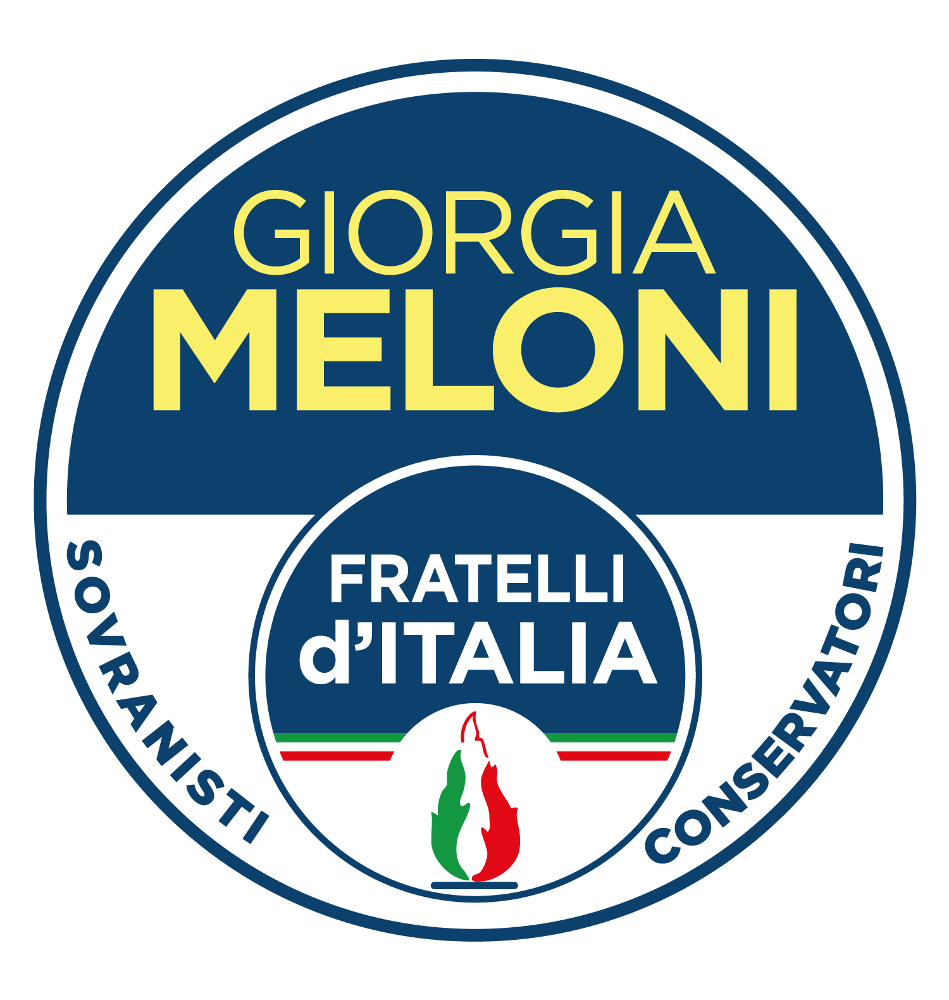 GIORGIA
MELONI
FRATELLI
d’ITALIA
SOVRANISTI
CONSERVATORI